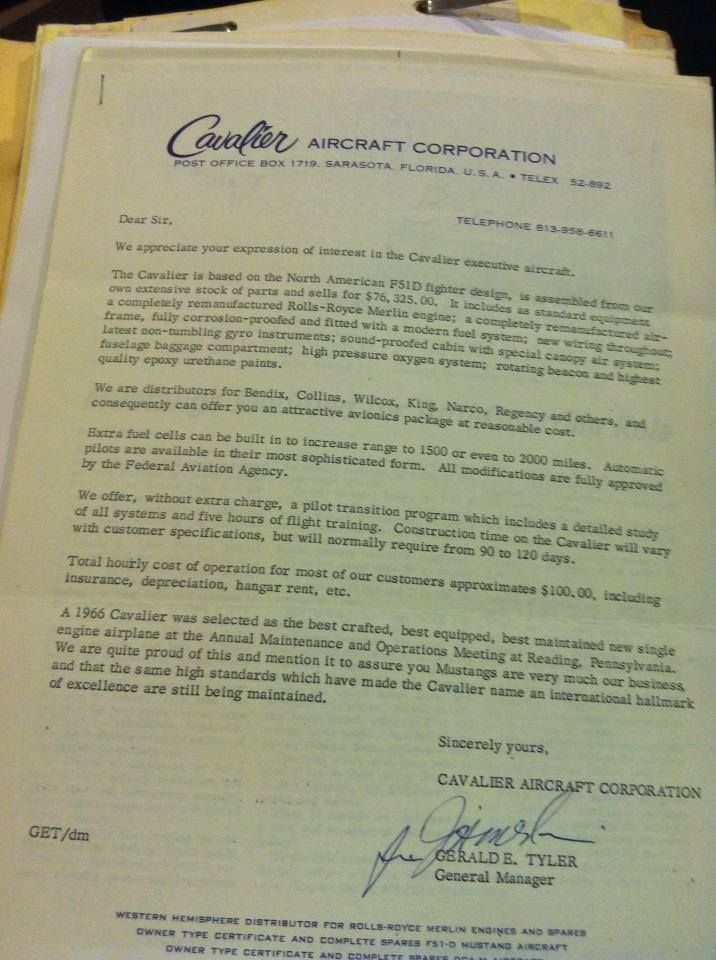 Cavalier AIRCRAFT CORPORATION
POST OFFICE BOX 1719, SARASOTA, FLORIDA, U.S.A. • TELEX 52-892
TELEPHONE 813-958-6611
Dear Sir,
We appreciate your expression of interest in the Cavalier executive aircraft.
The Cavalier is based on the North American F51D fighter design, is assembled from our
own extensive stock of parts and sells for $76,325.00. It includes as standard equipment
a completely remanufactured Rolls-Royce Merlin engine; a completely remanufactured air-
frame, fully corrosion-proofed and fitted with a modern fuel system; new wiring throughout;
latest non-tumbling gyro instruments; sound-proofed cabin with special canopy air system;
fuselage baggage compartment; high pressure oxygen system; rotating beacon and highest
quality epoxy urethane paints.
We are distributors for Bendix, Collins, Wilcox, King, Narco, Regency and others, and
consequently can offer you an attractive avionics package at reasonable cost.
Extra fuel cells can be built in to increase range to 1500 or even to 2000 miles. Automatic
pilots are available in their most sophisticated form. All modifications are fully approved
by the Federal Aviation Agency.
We offer, without extra charge, a pilot transition program which includes a detailed study
of all systems and five hours of flight training. Construction time on the Cavalier will vary
with customer specifications, but will normally require from 90 to 120 days.
Total hourly cost of operation for most of our customers approximates $100.00, including
insurance, depreciation, hangar rent, etc.
A 1966 Cavalier was selected as the best crafted, best equipped, best maintained new single
engine airplane at the Annual Maintenance and Operations Meeting at Reading, Pennsylvania.
We are quite proud of this and mention it to assure you Mustangs are very much our business,
and that the same high standards which have made the Cavalier name an international hallmark
of excellence are still being maintained.
Sincerely yours,
CAVALIER AIRCRAFT CORPORATION
GET/dm
GERALD E. TYLER
General Manager
WESTERN HEMISPHERE DISTRIBUTOR FOR ROLLS-ROYCE MERLIN ENGINES AND SPARES
OWNER TYPE CERTIFICATE AND COMPLETE SPARES F51-D MUSTANG AIRCRAFT
OWNER TYPE CERTIFICATE AND COMPLETE SPARES